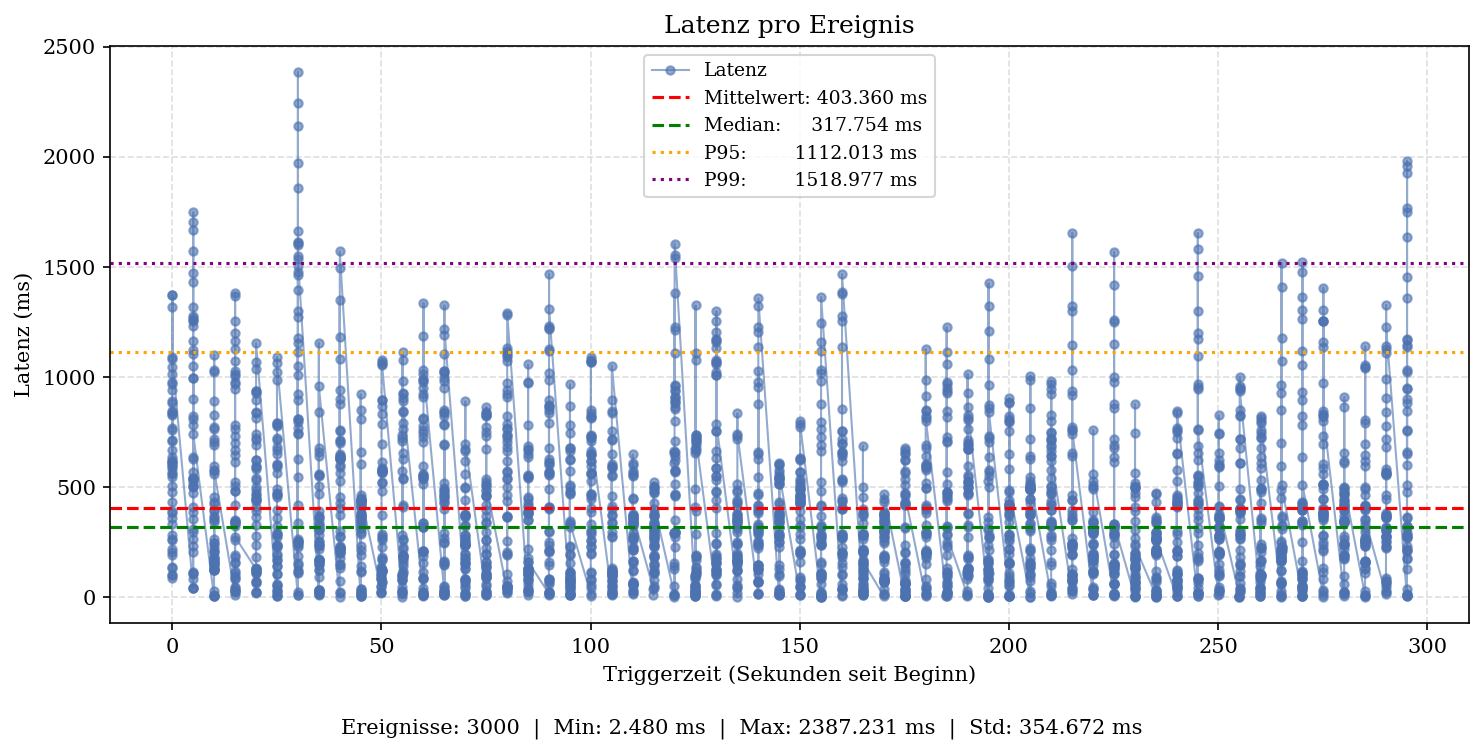 Latenz pro Ereignis
Latenz (ms)
2500
2000
1500
1000
500
0
Latenz
Mittelwert: 403.360 ms
Median: 317.754 ms
P95: 1112.013 ms
P99: 1518.977 ms
0 50 100 150 200 250 300
Triggerzeit (Sekunden seit Beginn)
Ereignisse: 3000 | Min: 2.480 ms | Max: 2387.231 ms | Std: 354.672 ms